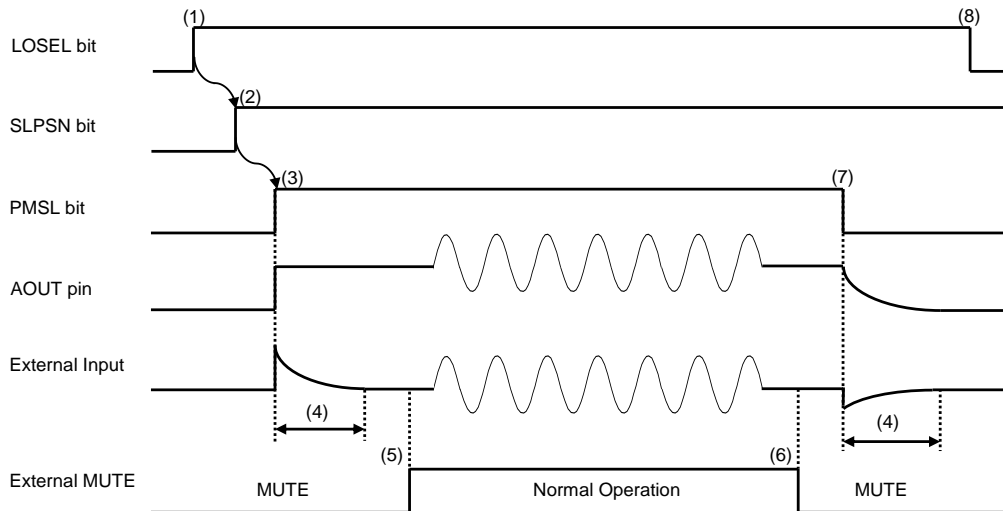 (1)
(8)
LOSEL bit
(2)
SLPSN bit
(3)
(7)
PMSL bit
AOUT pin
External Input
(4)
(4)
(5)
(6)
External MUTE
MUTE
Normal Operation
MUTE